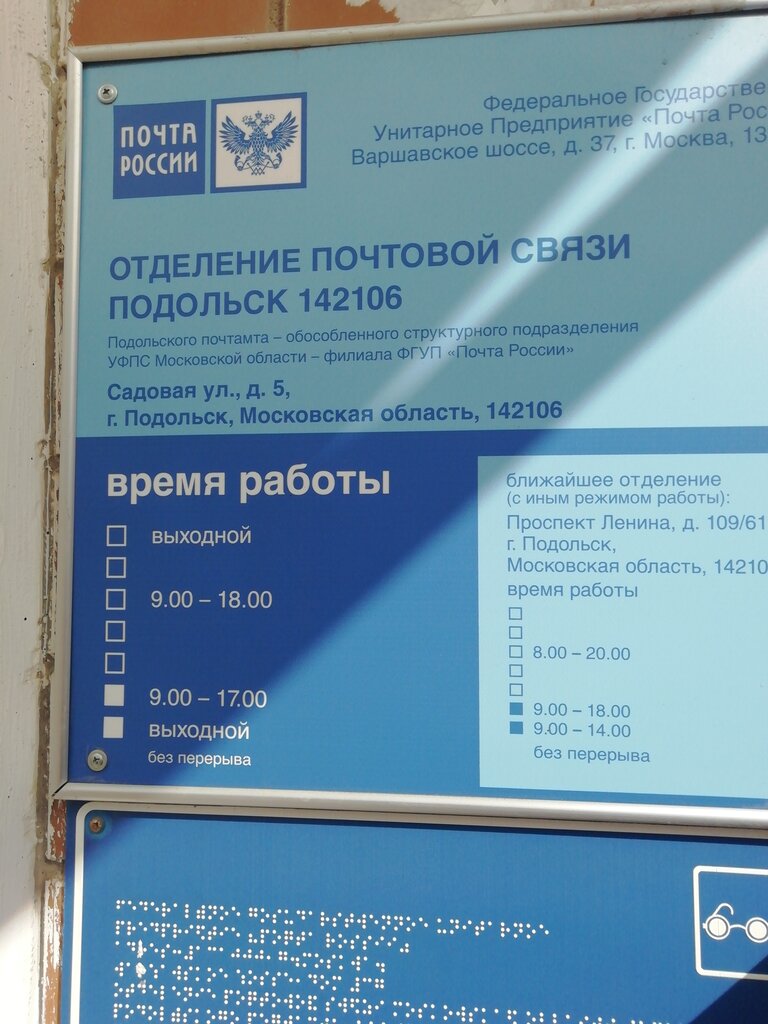 ПОЧТА
РОССИИ
Федеральное Государстве
Унитарное Предприятие «Почта Рос
Варшавское шоссе, д. 37, г. Москва, 13
ОТДЕЛЕНИЕ ПОЧТОВОЙ СВЯЗИ
ПОДОЛЬСК 142106
Подольского почтамта – обособленного структурного подразделения
УФПС Московской области – филиала ФГУП «Почта России»
Садовая ул., д. 5,
г. Подольск, Московская область, 142106
время работы
выходной
9.00 – 18.00
9.00 – 17.00
выходной
без перерыва
ближайшее отделение
(с иным режимом работы):
Проспект Ленина, д. 109/61
г. Подольск,
Московская область, 14210
время работы
8.00 – 20.00
9.00 – 18.00
9.00 – 14.00
без перерыва